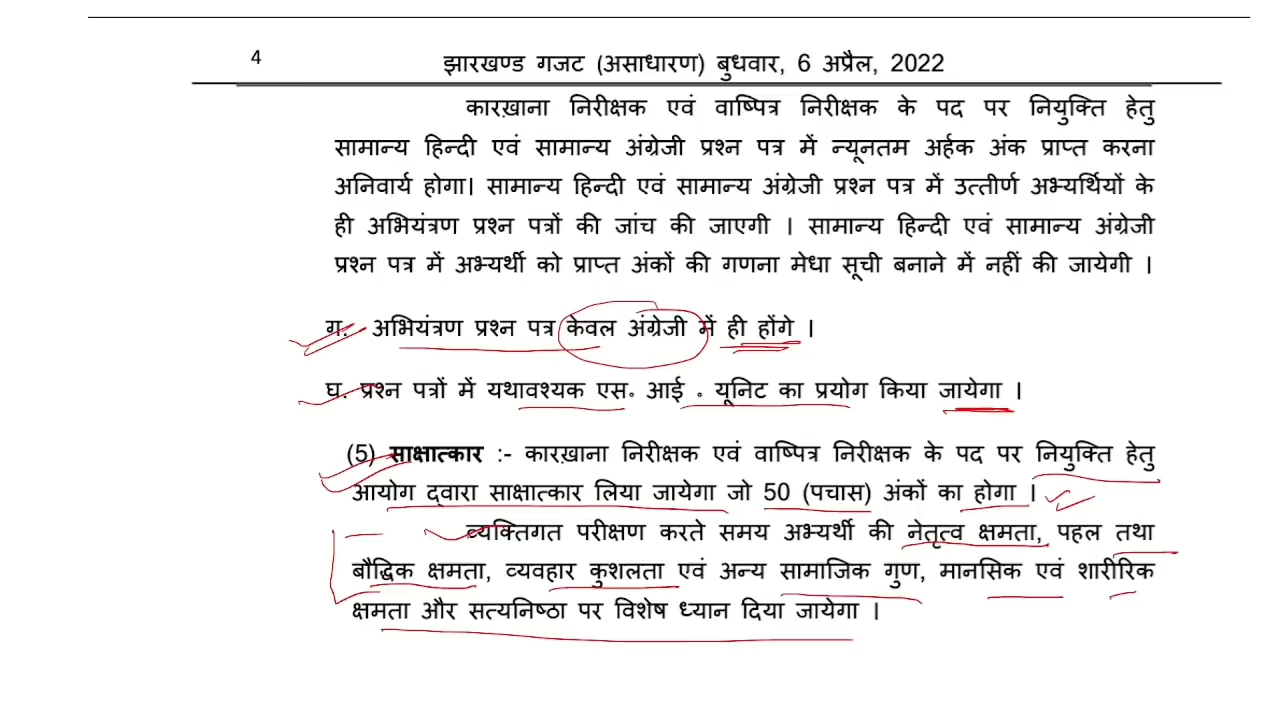 4
झारखण्ड गजट (असाधारण) बुधवार, 6 अप्रैल, 2022
कारख़ाना निरीक्षक एवं वाष्पित्र निरीक्षक के पद पर नियुक्ति हेतु
सामान्य हिन्दी एवं सामान्य अंग्रेजी प्रश्न पत्र में न्यूनतम अर्हक अंक प्राप्त करना
अनिवार्य होगा। सामान्य हिन्दी एवं सामान्य अंग्रेजी प्रश्न पत्र में उत्तीर्ण अभ्यर्थियों के
ही अभियंत्रण प्रश्न पत्रों की जांच की जाएगी । सामान्य हिन्दी एवं सामान्य अंग्रेजी
प्रश्न पत्र में अभ्यर्थी को प्राप्त अंकों की गणना मेधा सूची बनाने में नहीं की जायेगी ।
ग. अभियंत्रण प्रश्न पत्र केवल अंग्रेजी में ही होंगे ।
घ. प्रश्न पत्रों में यथावश्यक एस॰ आई ॰ यूनिट का प्रयोग किया जायेगा ।
(5) साक्षात्कार :- कारख़ाना निरीक्षक एवं वाष्पित्र निरीक्षक के पद पर नियुक्ति हेतु
आयोग द्वारा साक्षात्कार लिया जायेगा जो 50 (पचास) अंकों का होगा ।
व्यक्तिगत परीक्षण करते समय अभ्यर्थी की नेतृत्व क्षमता, पहल तथा
बौद्धिक क्षमता, व्यवहार कुशलता एवं अन्य सामाजिक गुण, मानसिक एवं शारीरिक
क्षमता और सत्यनिष्ठा पर विशेष ध्यान दिया जायेगा ।